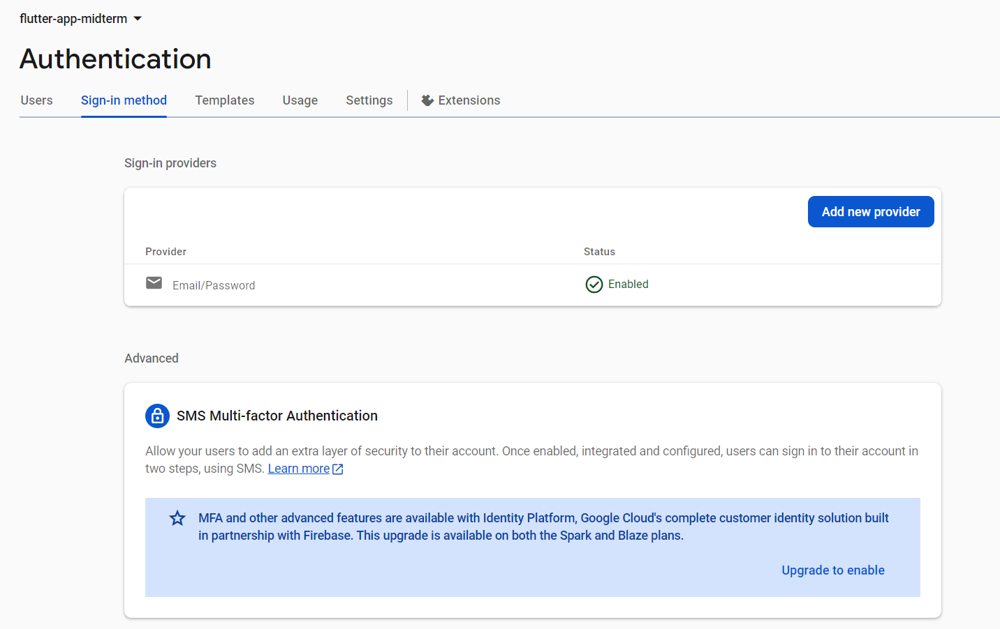 flutter-app-midterm
Authentication
Users Sign-in method Templates Usage Settings Extensions
Sign-in providers
Add new provider
Provider Status
Email/Password Enabled
Advanced
SMS Multi-factor Authentication
Allow your users to add an extra layer of security to their account. Once enabled, integrated and configured, users can sign in to their account in
two steps, using SMS. Learn more
MFA and other advanced features are available with Identity Platform, Google Cloud's complete customer identity solution built
in partnership with Firebase. This upgrade is available on both the Spark and Blaze plans.
Upgrade to enable